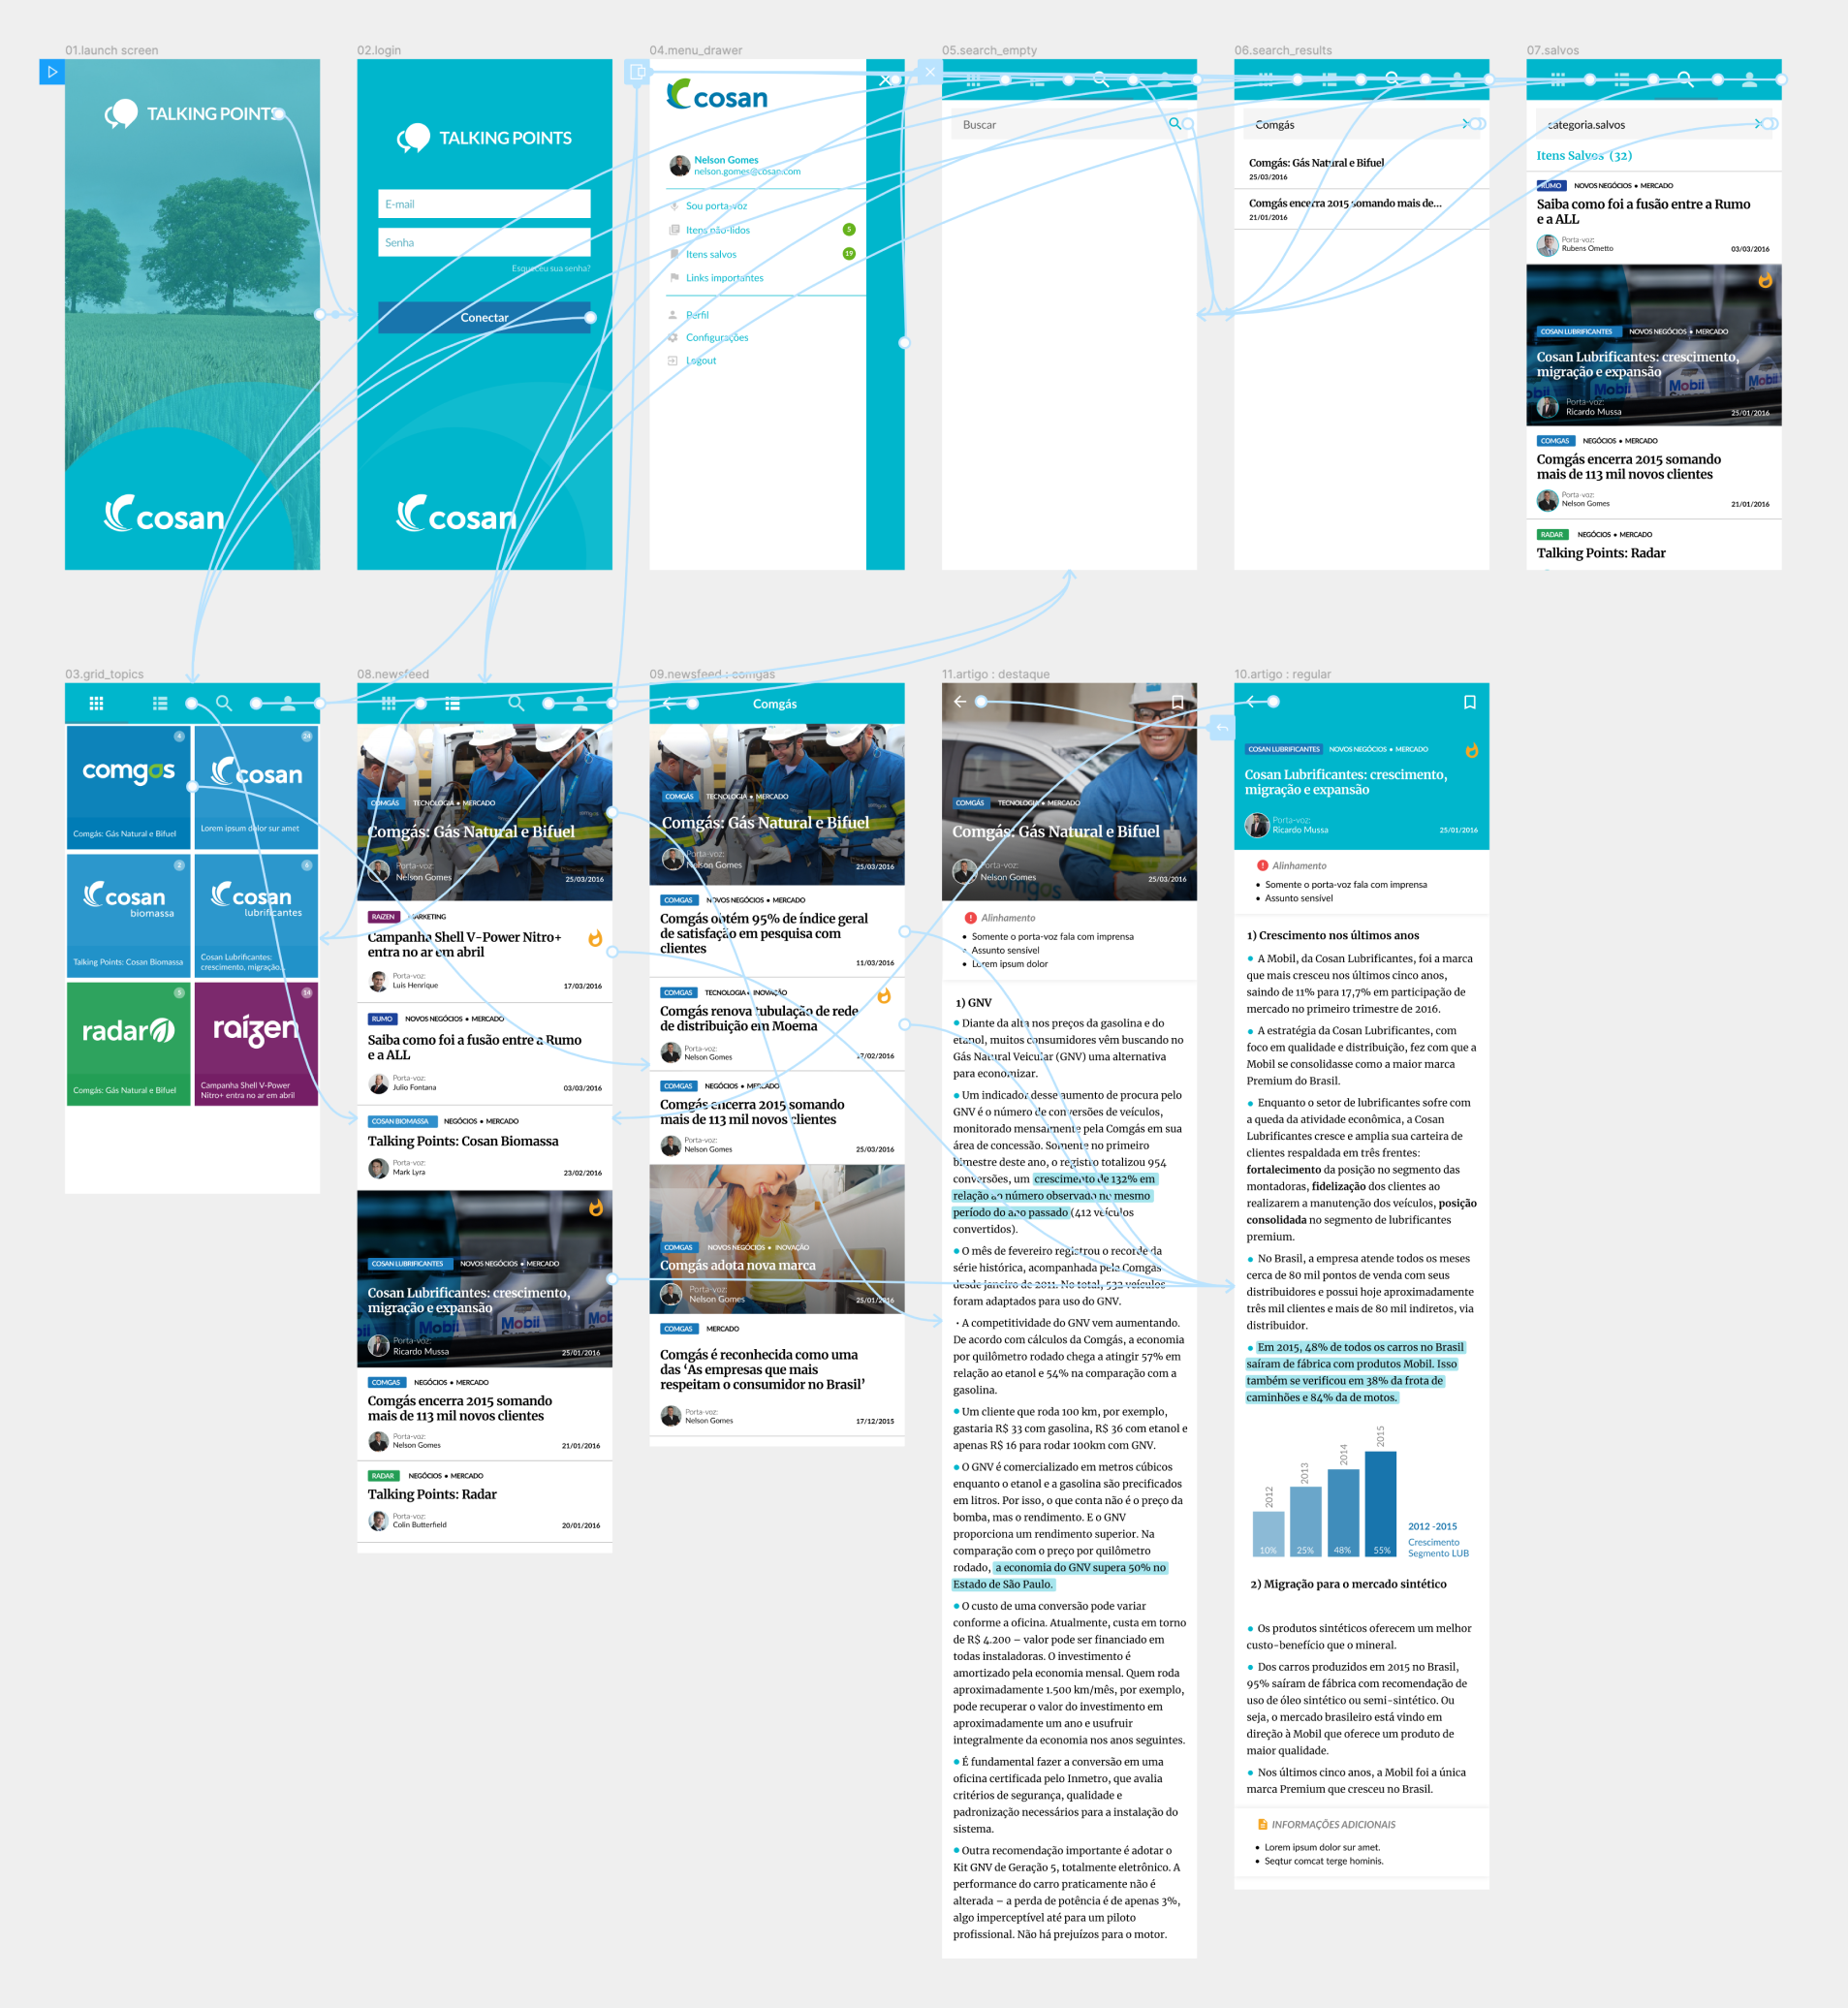 01.launch screen
TALKING POINTS
cosan
02.login
TALKING POINTS
E-mail
Senha
Esqueceu sua senha?
Conectar
cosan
04.menu_drawer
cosan
Nelson Gomes
nelson.gomes@cosan.com
Sou porta-voz
Itens não-lidos
5
Itens salvos
19
Links importantes
Perfil
Configurações
Logout
05.search_empty
Buscar
06.search_results
Comgás
Comgás: Gás Natural e Bifuel
25/03/2016
Comgás encerra 2015 somando mais de...
21/01/2016
07.salvos
categoria.salvos
Itens Salvos (32)
RUMO NOVOS NEGÓCIOS • MERCADO
Saiba como foi a fusão entre a Rumo
e a ALL
Porta-voz:
Rubens Ometto
03/03/2016
COSAN LUBRIFICANTES NOVOS NEGÓCIOS • MERCADO
Cosan Lubrificantes: crescimento,
migração e expansão
Mobil
Porta-voz:
Ricardo Mussa
25/01/2016
COMGAS NEGÓCIOS • MERCADO
Comgás encerra 2015 somando
mais de 113 mil novos clientes
Porta-voz:
Nelson Gomes
21/01/2016
RADAR NEGÓCIOS • MERCADO
Talking Points: Radar
03.grid_topics
4
comgas
Comgás: Gás Natural e Bifuel
24
cosan
Lorem ipsum dolor sur amet
2
cosan
biomassa
Talking Points: Cosan Biomassa
6
cosan
lubrificantes
Cosan Lubrificantes:
crescimento, migração...
5
radar
Comgás: Gás Natural e Bifuel
14
raízen
Campanha Shell V-Power
Nitro+ entra no ar em abril
08.newsfeed
COMGÁS TECNOLOGIA • MERCADO
Comgás: Gás Natural e Bifuel
Porta-voz:
Nelson Gomes
25/03/2016
RAIZEN MARKETING
Campanha Shell V-Power Nitro+
entra no ar em abril
Porta-voz:
Luis Henrique
17/03/2016
RUMO NOVOS NEGÓCIOS • MERCADO
Saiba como foi a fusão entre a Rumo
e a ALL
Porta-voz:
Julio Fontana
03/03/2016
COSAN BIOMASSA NEGÓCIOS • MERCADO
Talking Points: Cosan Biomassa
Porta-voz:
Mark Lyra
23/02/2016
COSAN LUBRIFICANTES NOVOS NEGÓCIOS • MERCADO
Cosan Lubrificantes: crescimento,
migração e expansão
Mobil
Porta-voz:
Ricardo Mussa
25/01/2016
COMGAS NEGÓCIOS • MERCADO
Comgás encerra 2015 somando
mais de 113 mil novos clientes
Porta-voz:
Nelson Gomes
21/01/2016
RADAR NEGÓCIOS • MERCADO
Talking Points: Radar
Porta-voz:
Colin Butterfield
20/01/2016
09.newsfeed : comgas
Comgás
COMGÁS TECNOLOGIA • MERCADO
Comgás: Gás Natural e Bifuel
Porta-voz:
Nelson Gomes
25/03/2016
COMGAS NOVOS NEGÓCIOS • MERCADO
Comgás obtém 95% de índice geral
de satisfação em pesquisa com
clientes
11/03/2016
COMGAS TECNOLOGIA • INOVAÇÃO
Comgás renova tubulação de rede
de distribuição em Moema
Porta-voz:
Nelson Gomes
27/02/2016
COMGAS NEGÓCIOS • MERCADO
Comgás encerra 2015 somando
mais de 113 mil novos clientes
Porta-voz:
Nelson Gomes
25/03/2016
COMGAS NOVOS NEGÓCIOS • INOVAÇÃO
Comgás adota nova marca
Porta-voz:
Nelson Gomes
25/01/2016
COMGAS MERCADO
Comgás é reconhecida como uma
das ‘As empresas que mais
respeitam o consumidor no Brasil’
Porta-voz:
Nelson Gomes
17/12/2015
11.artigo : destaque
COMGÁS TECNOLOGIA • MERCADO
Comgás: Gás Natural e Bifuel
Porta-voz:
Nelson Gomes
comgas
25/03/2016
Alinhamento
• Somente o porta-voz fala com imprensa
• Assunto sensível
• Lorem ipsum dolor
1) GNV
• Diante da alta nos preços da gasolina e do
etanol, muitos consumidores vêm buscando no
Gás Natural Veicular (GNV) uma alternativa
para economizar.
• Um indicador desse aumento de procura pelo
GNV é o número de conversões de veículos,
monitorado mensalmente pela Comgás em sua
área de concessão. Somente no primeiro
bimestre deste ano, o registro totalizou 954
conversões, um crescimento de 132% em
relação ao número observado no mesmo
período do ano passado (412 veículos
convertidos).
• O mês de fevereiro registrou o recorde da
série histórica, acompanhada pela Comgás
desde janeiro de 2011. No total, 532 veículos
foram adaptados para uso do GNV.
· A competitividade do GNV vem aumentando.
De acordo com cálculos da Comgás, a economia
por quilômetro rodado chega a atingir 57% em
relação ao etanol e 54% na comparação com a
gasolina.
• Um cliente que roda 100 km, por exemplo,
gastaria R$ 33 com gasolina, R$ 36 com etanol e
apenas R$ 16 para rodar 100km com GNV.
• O GNV é comercializado em metros cúbicos
enquanto o etanol e a gasolina são precificados
em litros. Por isso, o que conta não é o preço da
bomba, mas o rendimento. E o GNV
proporciona um rendimento superior. Na
comparação com o preço por quilômetro
rodado, a economia do GNV supera 50% no
Estado de São Paulo.
• O custo de uma conversão pode variar
conforme a oficina. Atualmente, custa em torno
de R$ 4.200 – valor pode ser financiado em
todas instaladoras. O investimento é
amortizado pela economia mensal. Quem roda
aproximadamente 1.500 km/mês, por exemplo,
pode recuperar o valor do investimento em
aproximadamente um ano e usufruir
integralmente da economia nos anos seguintes.
• É fundamental fazer a conversão em uma
oficina certificada pelo Inmetro, que avalia
critérios de segurança, qualidade e
padronização necessários para a instalação do
sistema.
• Outra recomendação importante é adotar o
Kit GNV de Geração 5, totalmente eletrônico. A
performance do carro praticamente não é
alterada – a perda de potência é de apenas 3%,
algo imperceptível até para um piloto
profissional. Não há prejuízos para o motor.
10.artigo : regular
COSAN LUBRIFICANTES NOVOS NEGÓCIOS • MERCADO
Cosan Lubrificantes: crescimento,
migração e expansão
Porta-voz:
Ricardo Mussa
25/01/2016
Alinhamento
• Somente o porta-voz fala com imprensa
• Assunto sensível
1) Crescimento nos últimos anos
• A Mobil, da Cosan Lubrificantes, foi a marca
que mais cresceu nos últimos cinco anos,
saindo de 11% para 17,7% em participação de
mercado no primeiro trimestre de 2016.
• A estratégia da Cosan Lubrificantes, com
foco em qualidade e distribuição, fez com que a
Mobil se consolidasse como a maior marca
Premium do Brasil.
• Enquanto o setor de lubrificantes sofre com
a queda da atividade econômica, a Cosan
Lubrificantes cresce e amplia sua carteira de
clientes respaldada em três frentes:
fortalecimento da posição no segmento das
montadoras, fidelização dos clientes ao
realizarem a manutenção dos veículos, posição
consolidada no segmento de lubrificantes
premium.
• No Brasil, a empresa atende todos os meses
cerca de 80 mil pontos de venda com seus
distribuidores e possui hoje aproximadamente
três mil clientes e mais de 80 mil indiretos, via
distribuidor.
• Em 2015, 48% de todos os carros no Brasil
saíram de fábrica com produtos Mobil. Isso
também se verificou em 38% da frota de
caminhões e 84% da de motos.
2012 2013 2014 2015
10% 25% 48% 55%
2012 -2015
Crescimento
Segmento LUB
2) Migração para o mercado sintético
• Os produtos sintéticos oferecem um melhor
custo-benefício que o mineral.
• Dos carros produzidos em 2015 no Brasil,
95% saíram de fábrica com recomendação de
uso de óleo sintético ou semi-sintético. Ou
seja, o mercado brasileiro está vindo em
direção à Mobil que oferece um produto de
maior qualidade.
• Nos últimos cinco anos, a Mobil foi a única
marca Premium que cresceu no Brasil.
INFORMAÇÕES ADICIONAIS
• Lorem ipsum dolor sur amet.
• Seqtur comcat terge hominis.